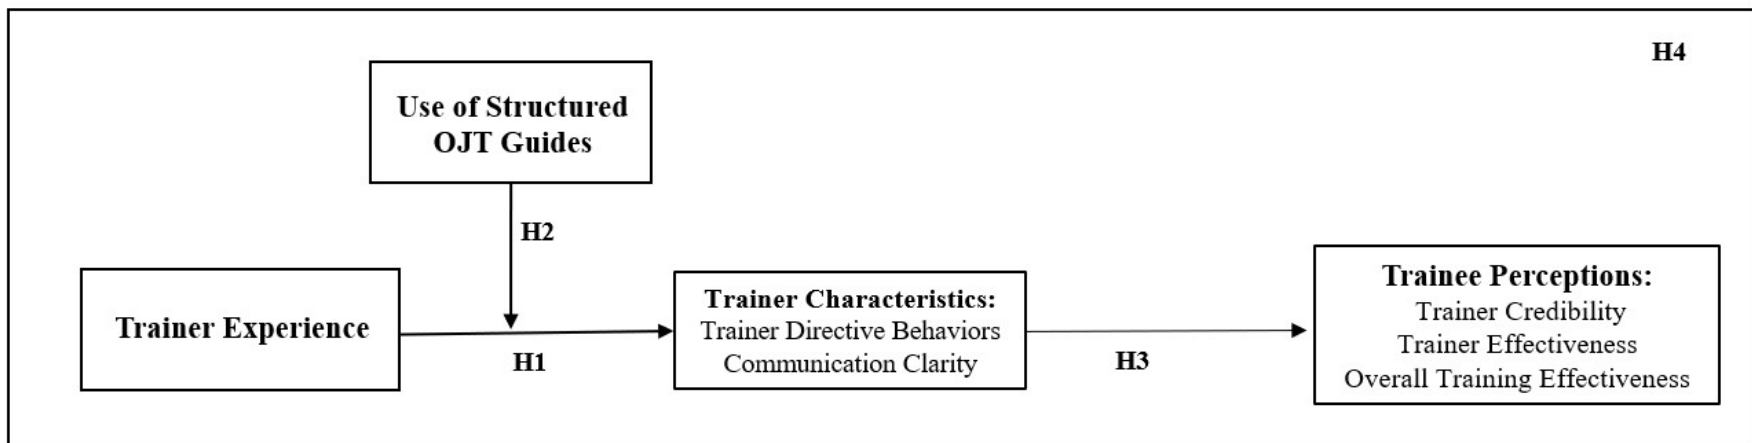 H4
Use of Structured
OJT Guides
H2
Trainer Experience
H1
Trainer Characteristics:
Trainer Directive Behaviors
Communication Clarity
H3
Trainee Perceptions:
Trainer Credibility
Trainer Effectiveness
Overall Training Effectiveness